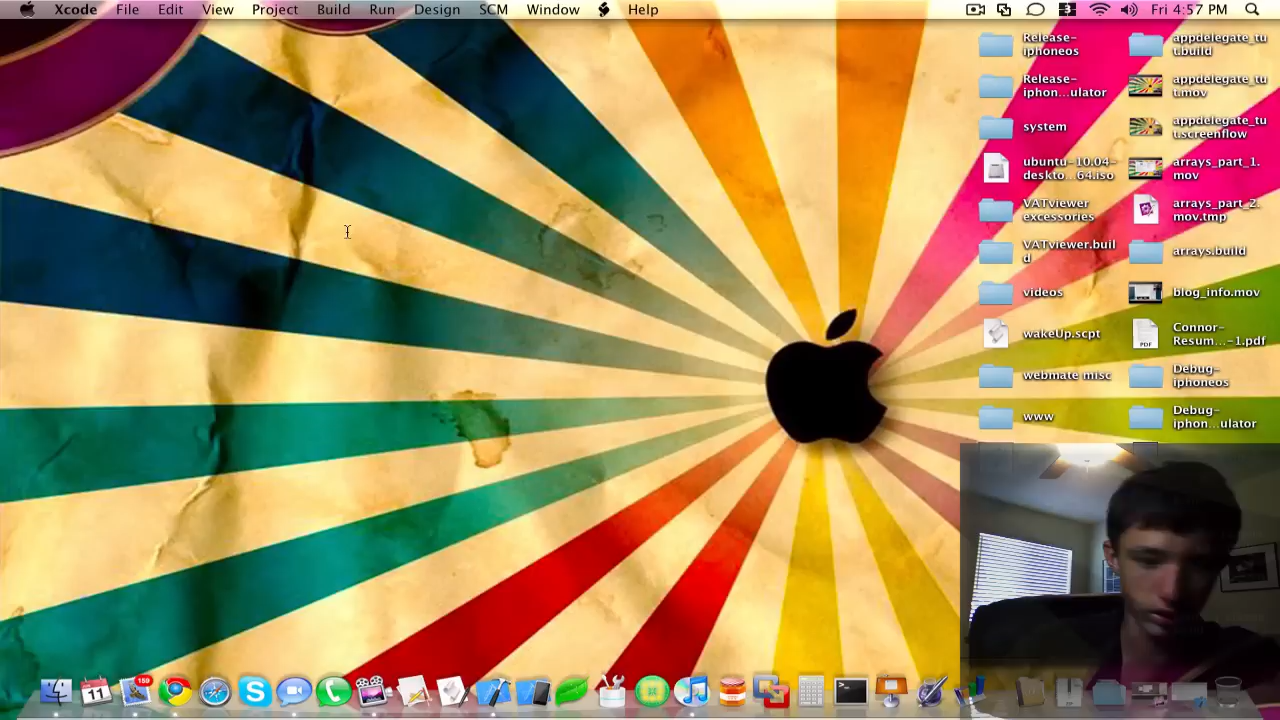 Xcode File Edit View Project Build Run Design SCM Window Help
3 Fri 4:57 PM
Release-
iphoneos
appdelegate_tu
t.build
Release-
iphon...ulator
appdelegate_tu
t.mov
system
appdelegate_tu
t.screenflow
ubuntu-10.04-
deskto...64.iso
arrays_part_1.
mov
VATviewer
excessories
arrays_part_2.
mov.tmp
VATviewer.buil
d
arrays.build
videos
blog_info.mov
wakeUp.scpt
Connor-
Resum...-1.pdf
PDF
webmate misc
Debug-
iphoneos
www
Debug-
iphon...ulator
11
159